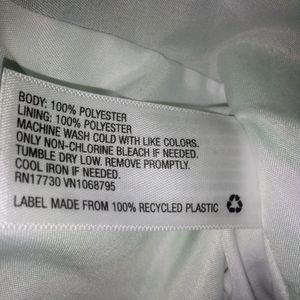 BODY: 100% POLYESTER
LINING: 100% POLYESTER
MACHINE WASH COLD WITH LIKE COLORS.
ONLY NON-CHLORINE BLEACH IF NEEDED.
TUMBLE DRY LOW. REMOVE PROMPTLY.
COOL IRON IF NEEDED.
RN17730 VN1068795
LABEL MADE FROM 100% RECYCLED PLASTIC